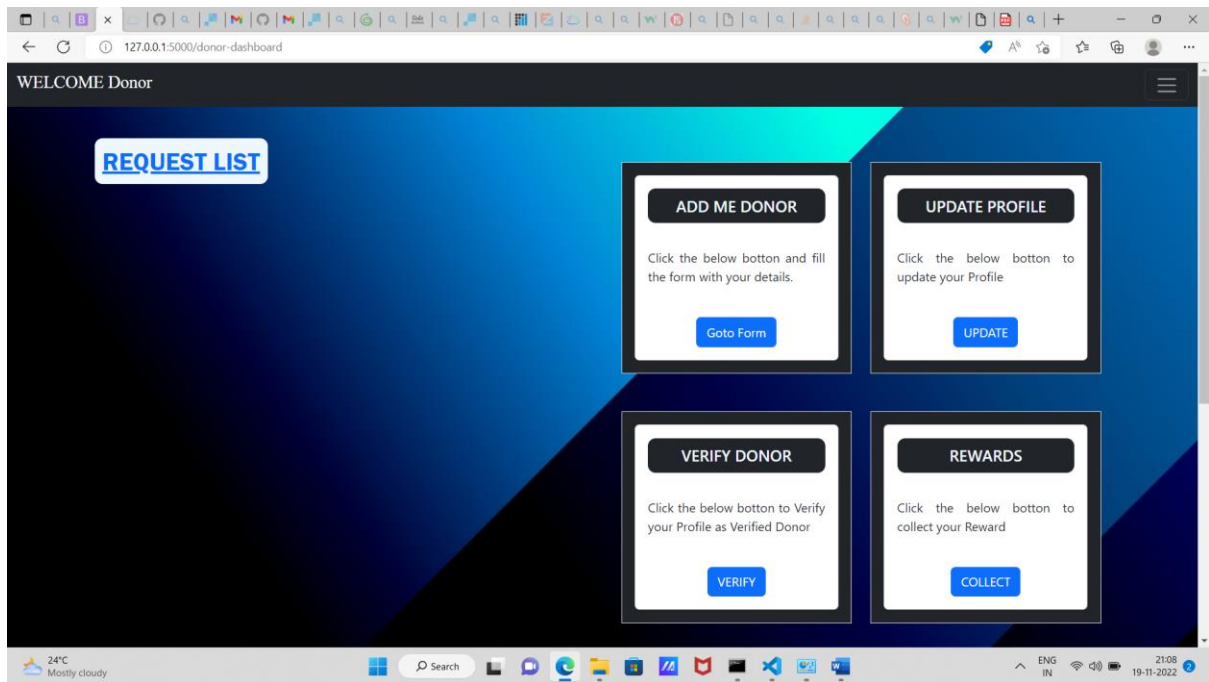 127.0.0.1:5000/donor-dashboard
WELCOME Donor
REQUEST LIST
ADD ME DONOR
Click the below botton and fill
the form with your details.
Goto Form
UPDATE PROFILE
Click the below botton to
update your Profile
UPDATE
VERIFY DONOR
Click the below botton to Verify
your Profile as Verified Donor
VERIFY
REWARDS
Click the below botton to
collect your Reward
COLLECT
24°C
Mostly cloudy
Search
ENG
IN
21:08
19-11-2022
2